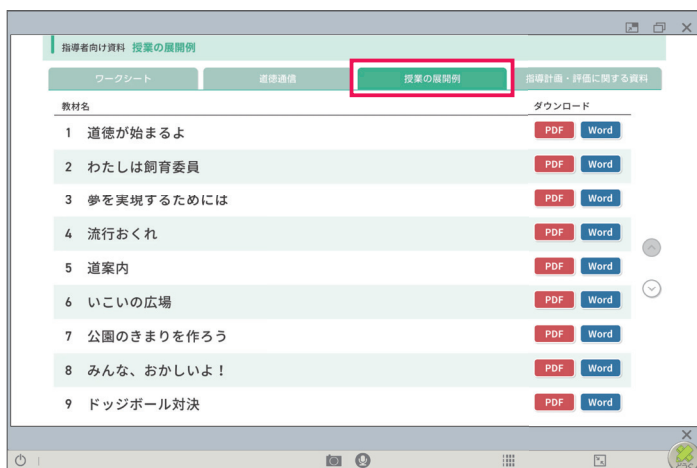 指導者向け資料 授業の展開例
ワークシート 道徳通信 授業の展開例 指導計画・評価に関する資料
教材名 ダウンロード
1 道徳が始まるよ PDF Word
2 わたしは飼育委員 PDF Word
3 夢を実現するためには PDF Word
4 流行おくれ PDF Word
5 道案内 PDF Word
6 いこいの広場 PDF Word
7 公園のきまりを作ろう PDF Word
8 みんな、おかしいよ！ PDF Word
9 ドッジボール対決 PDF Word